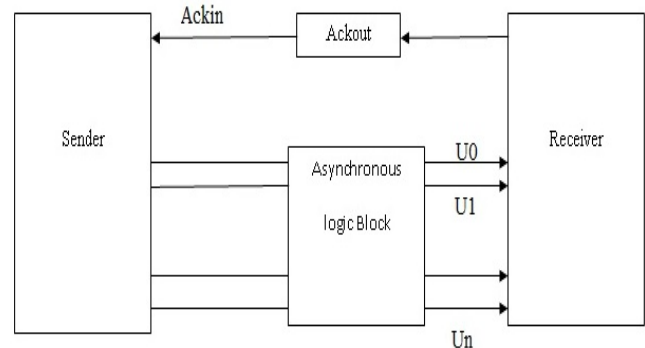 Ackin
Ackout
Sender
Receiver
Asynchronous
logic Block
U0
U1
Un